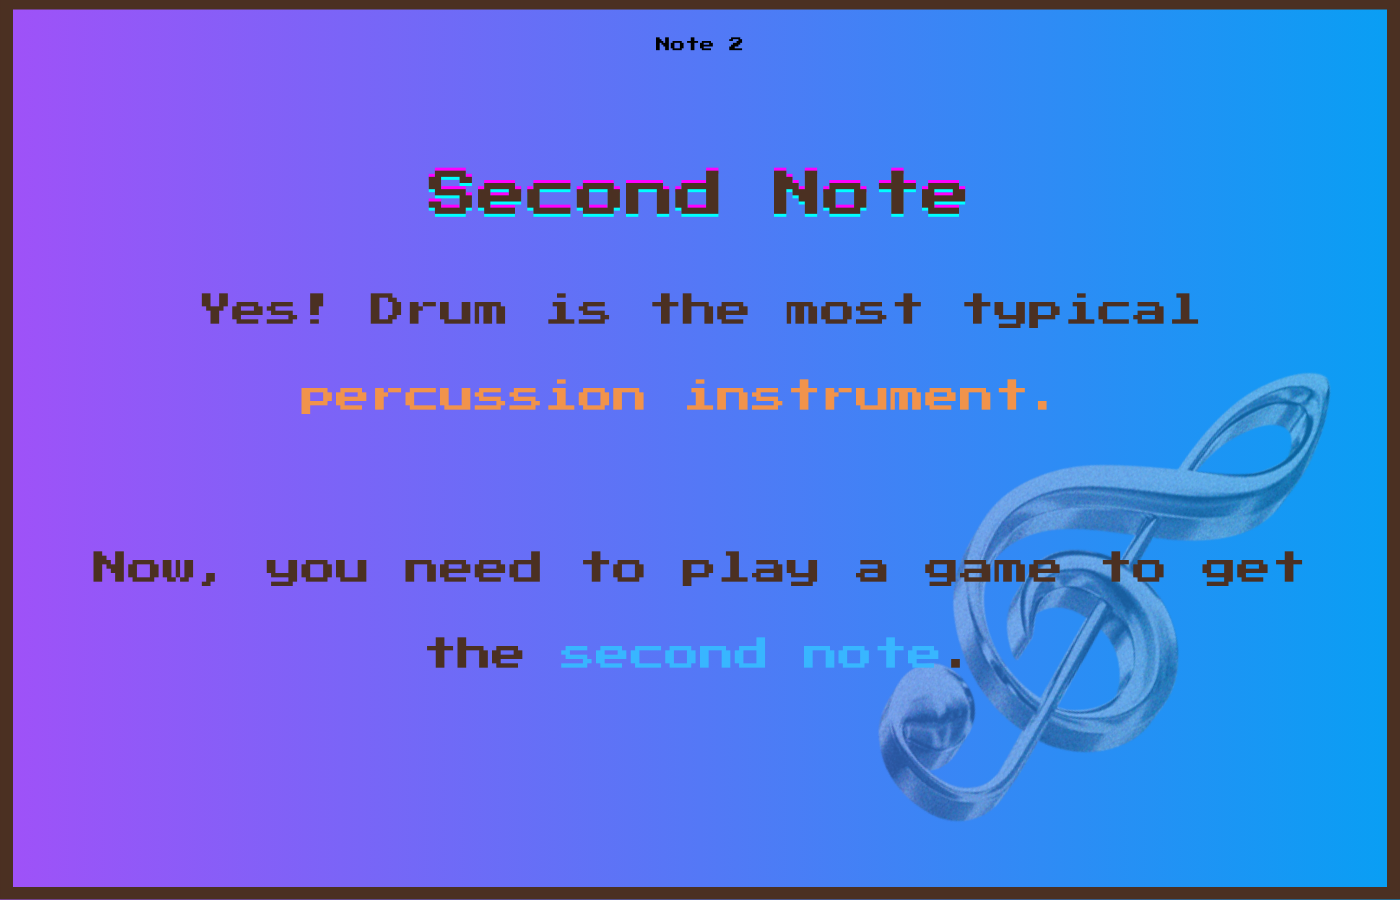 Note 2
Second Note
Yes! Drum is the most typical
percussion instrument.
Now, you need to play a game to get
the second note.